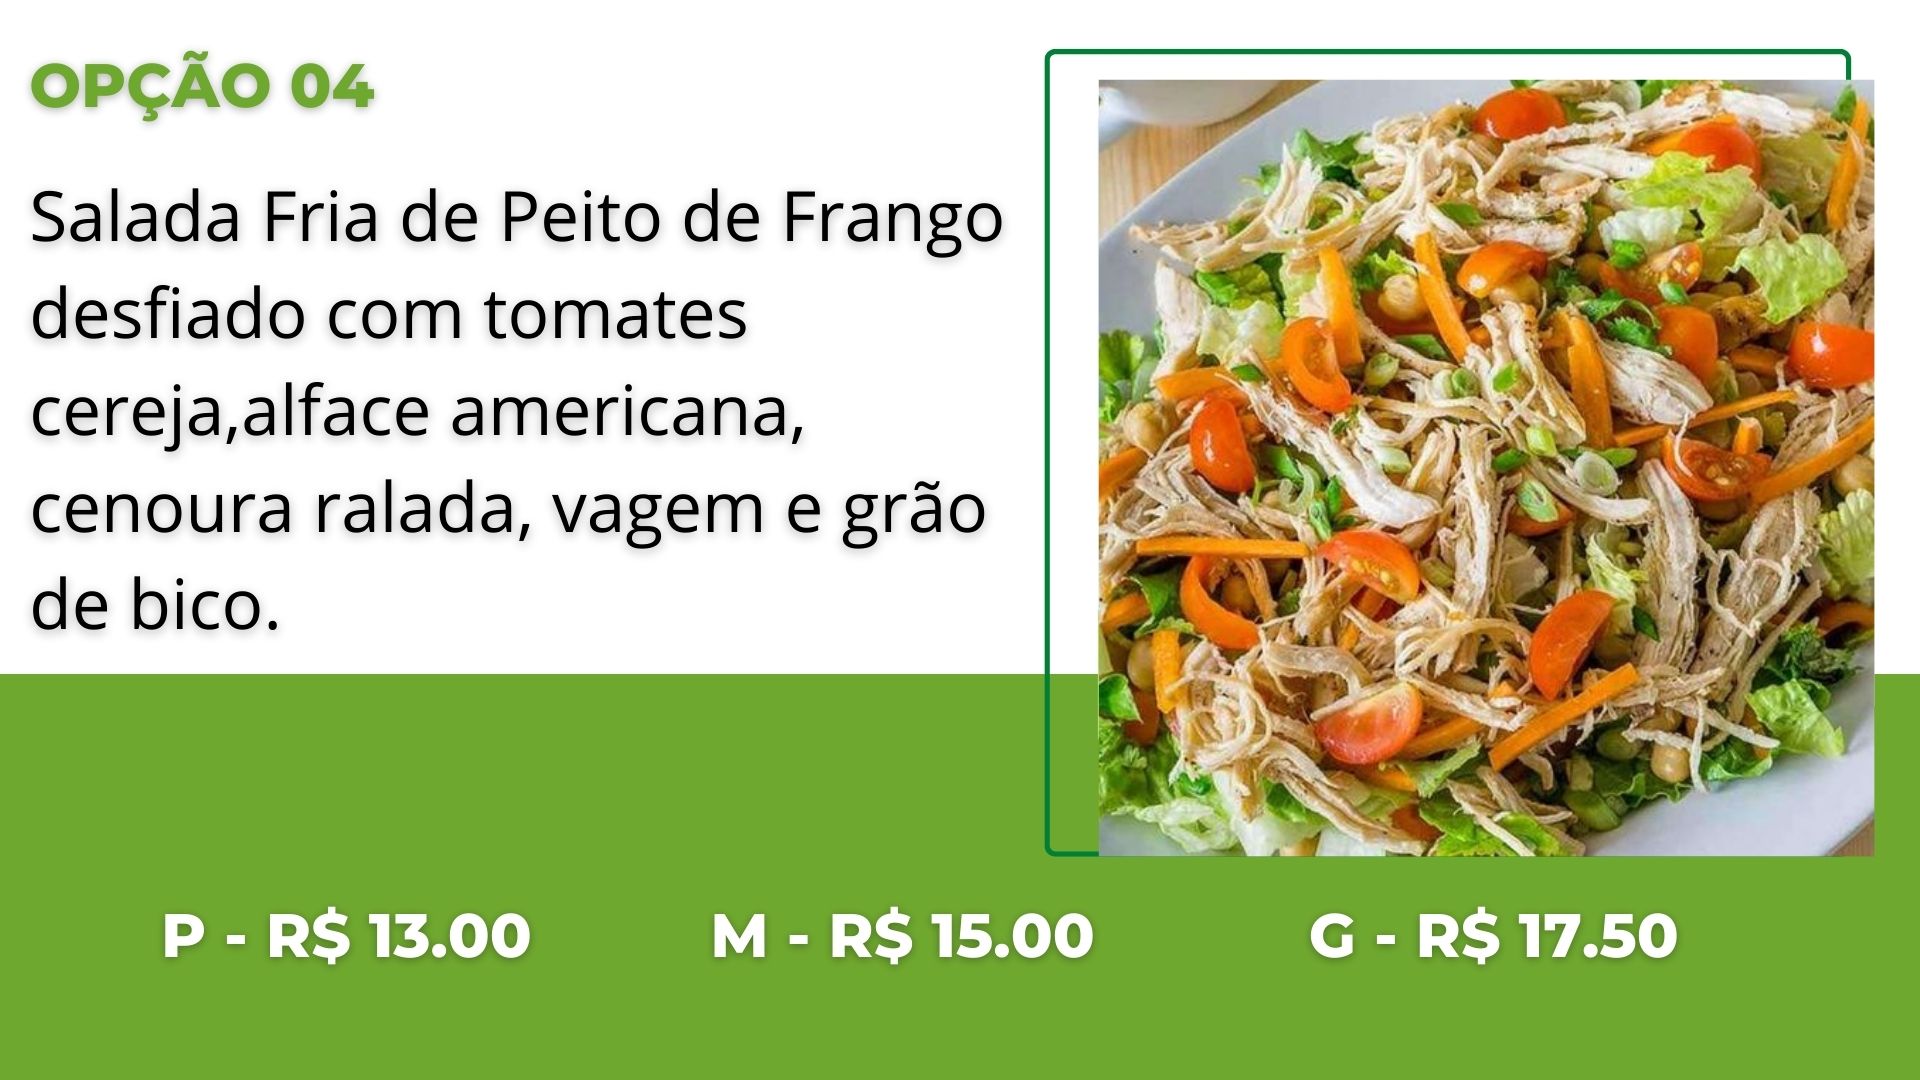 OPÇÃO 04
Salada Fria de Peito de Frango
desfiado com tomates
cereja,alface americana,
cenoura ralada, vagem e grão
de bico.
P - R$ 13.00
M - R$ 15.00
G - R$ 17.50